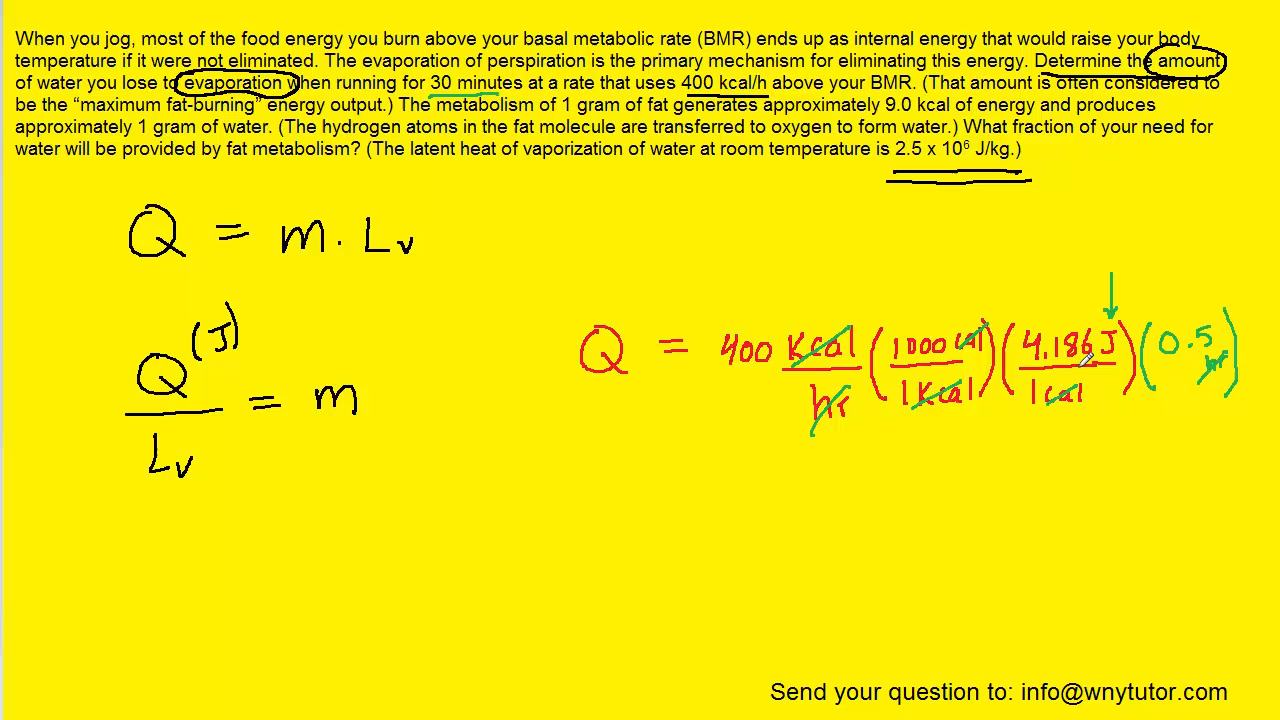 When you jog, most of the food energy you burn above your basal metabolic rate (BMR) ends up as internal energy that would raise your body
temperature if it were not eliminated. The evaporation of perspiration is the primary mechanism for eliminating this energy. Determine the amount
of water you lose to evaporation when running for 30 minutes at a rate that uses 400 kcal/h above your BMR. (That amount is often considered to
be the “maximum fat-burning” energy output.) The metabolism of 1 gram of fat generates approximately 9.0 kcal of energy and produces
approximately 1 gram of water. (The hydrogen atoms in the fat molecule are transferred to oxygen to form water.) What fraction of your need for
water will be provided by fat metabolism? (The latent heat of vaporization of water at room temperature is 2.5 x 10⁶ J/kg.)
Q = m · Lv
Q (J) / Lv = m
Q = 400 Kcal/hr (1000 cal/1 Kcal) (4.186 J/1 cal) (0.5 hr)
Send your question to: info@wnytutor.com